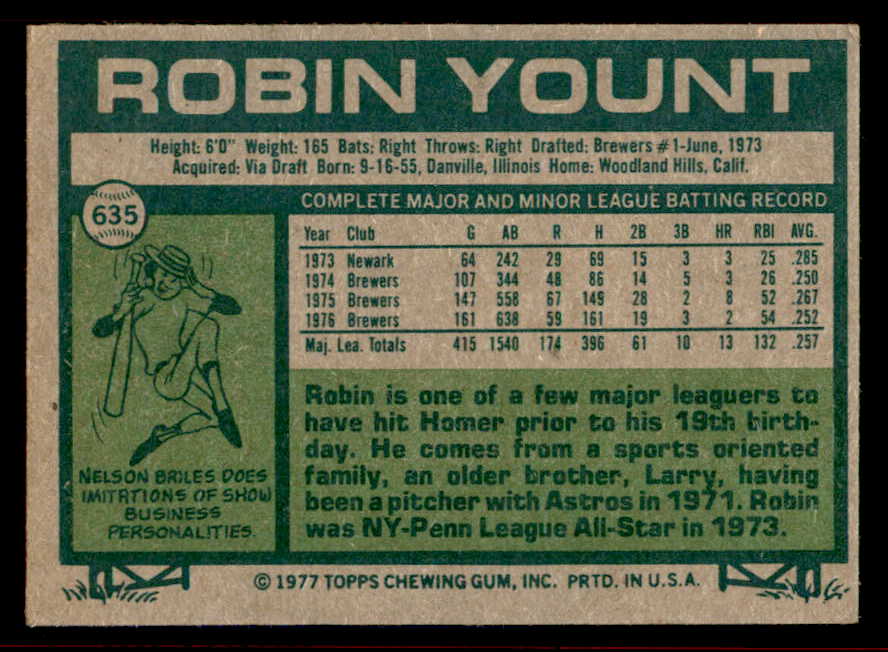 ROBIN YOUNT
Height: 6'0" Weight: 165 Bats: Right Throws: Right Drafted: Brewers #1-June, 1973
Acquired: Via Draft Born: 9-16-55, Danville, Illinois Home: Woodland Hills, Calif.
635
COMPLETE MAJOR AND MINOR LEAGUE BATTING RECORD
Year Club G AB R H 2B 3B HR RBI AVG.
1973 Newark 64 242 29 69 15 3 3 25 .285
1974 Brewers 107 344 48 86 14 5 3 26 .250
1975 Brewers 147 558 67 149 28 2 8 52 .267
1976 Brewers 161 638 59 161 19 3 2 54 .252
Maj. Lea. Totals 415 1540 174 396 61 10 13 132 .257
NELSON BRILES DOES
IMITATIONS OF SHOW
BUSINESS
PERSONALITIES.
Robin is one of a few major leaguers to
have hit Homer prior to his 19th birth-
day. He comes from a sports oriented
family, an older brother, Larry, having
been a pitcher with Astros in 1971. Robin
was NY-Penn League All-Star in 1973.
© 1977 TOPPS CHEWING GUM, INC. PRTD. IN U.S.A.